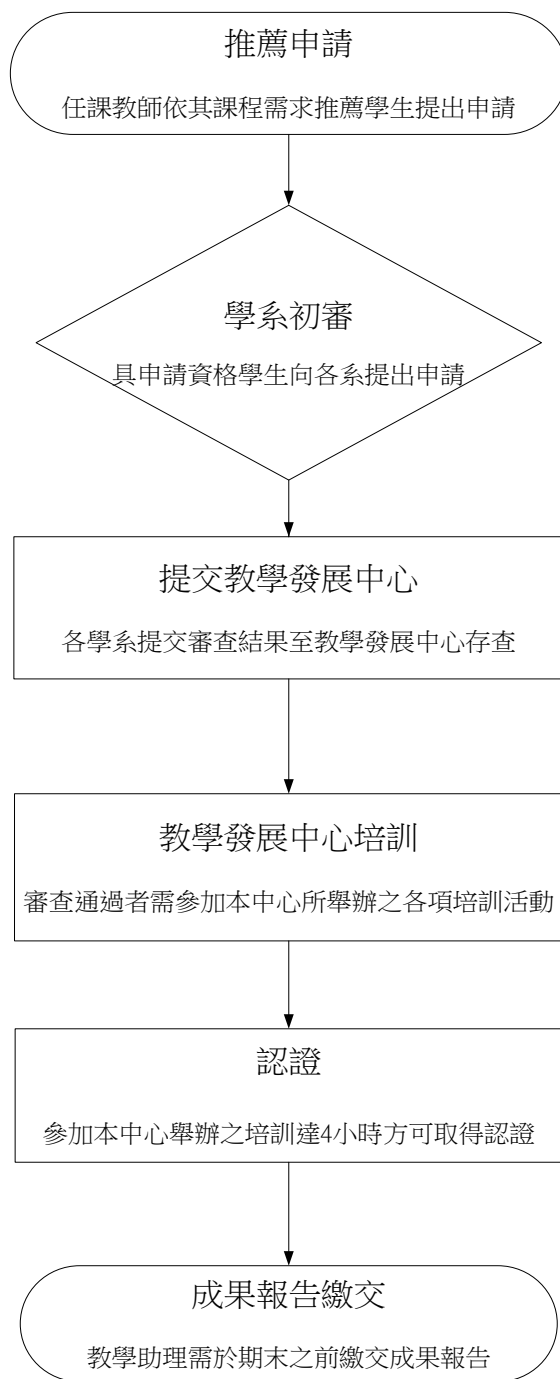 推薦申請
任課教師依其課程需求推薦學生提出申請
學系初審
具申請資格學生向各系提出申請
提交教學發展中心
各學系提交審查結果至教學發展中心存查
教學發展中心培訓
審查通過者需參加本中心所舉辦之各項培訓活動
認證
參加本中心舉辦之培訓達4小時方可取得認證
成果報告繳交
教學助理需於期末之前繳交成果報告